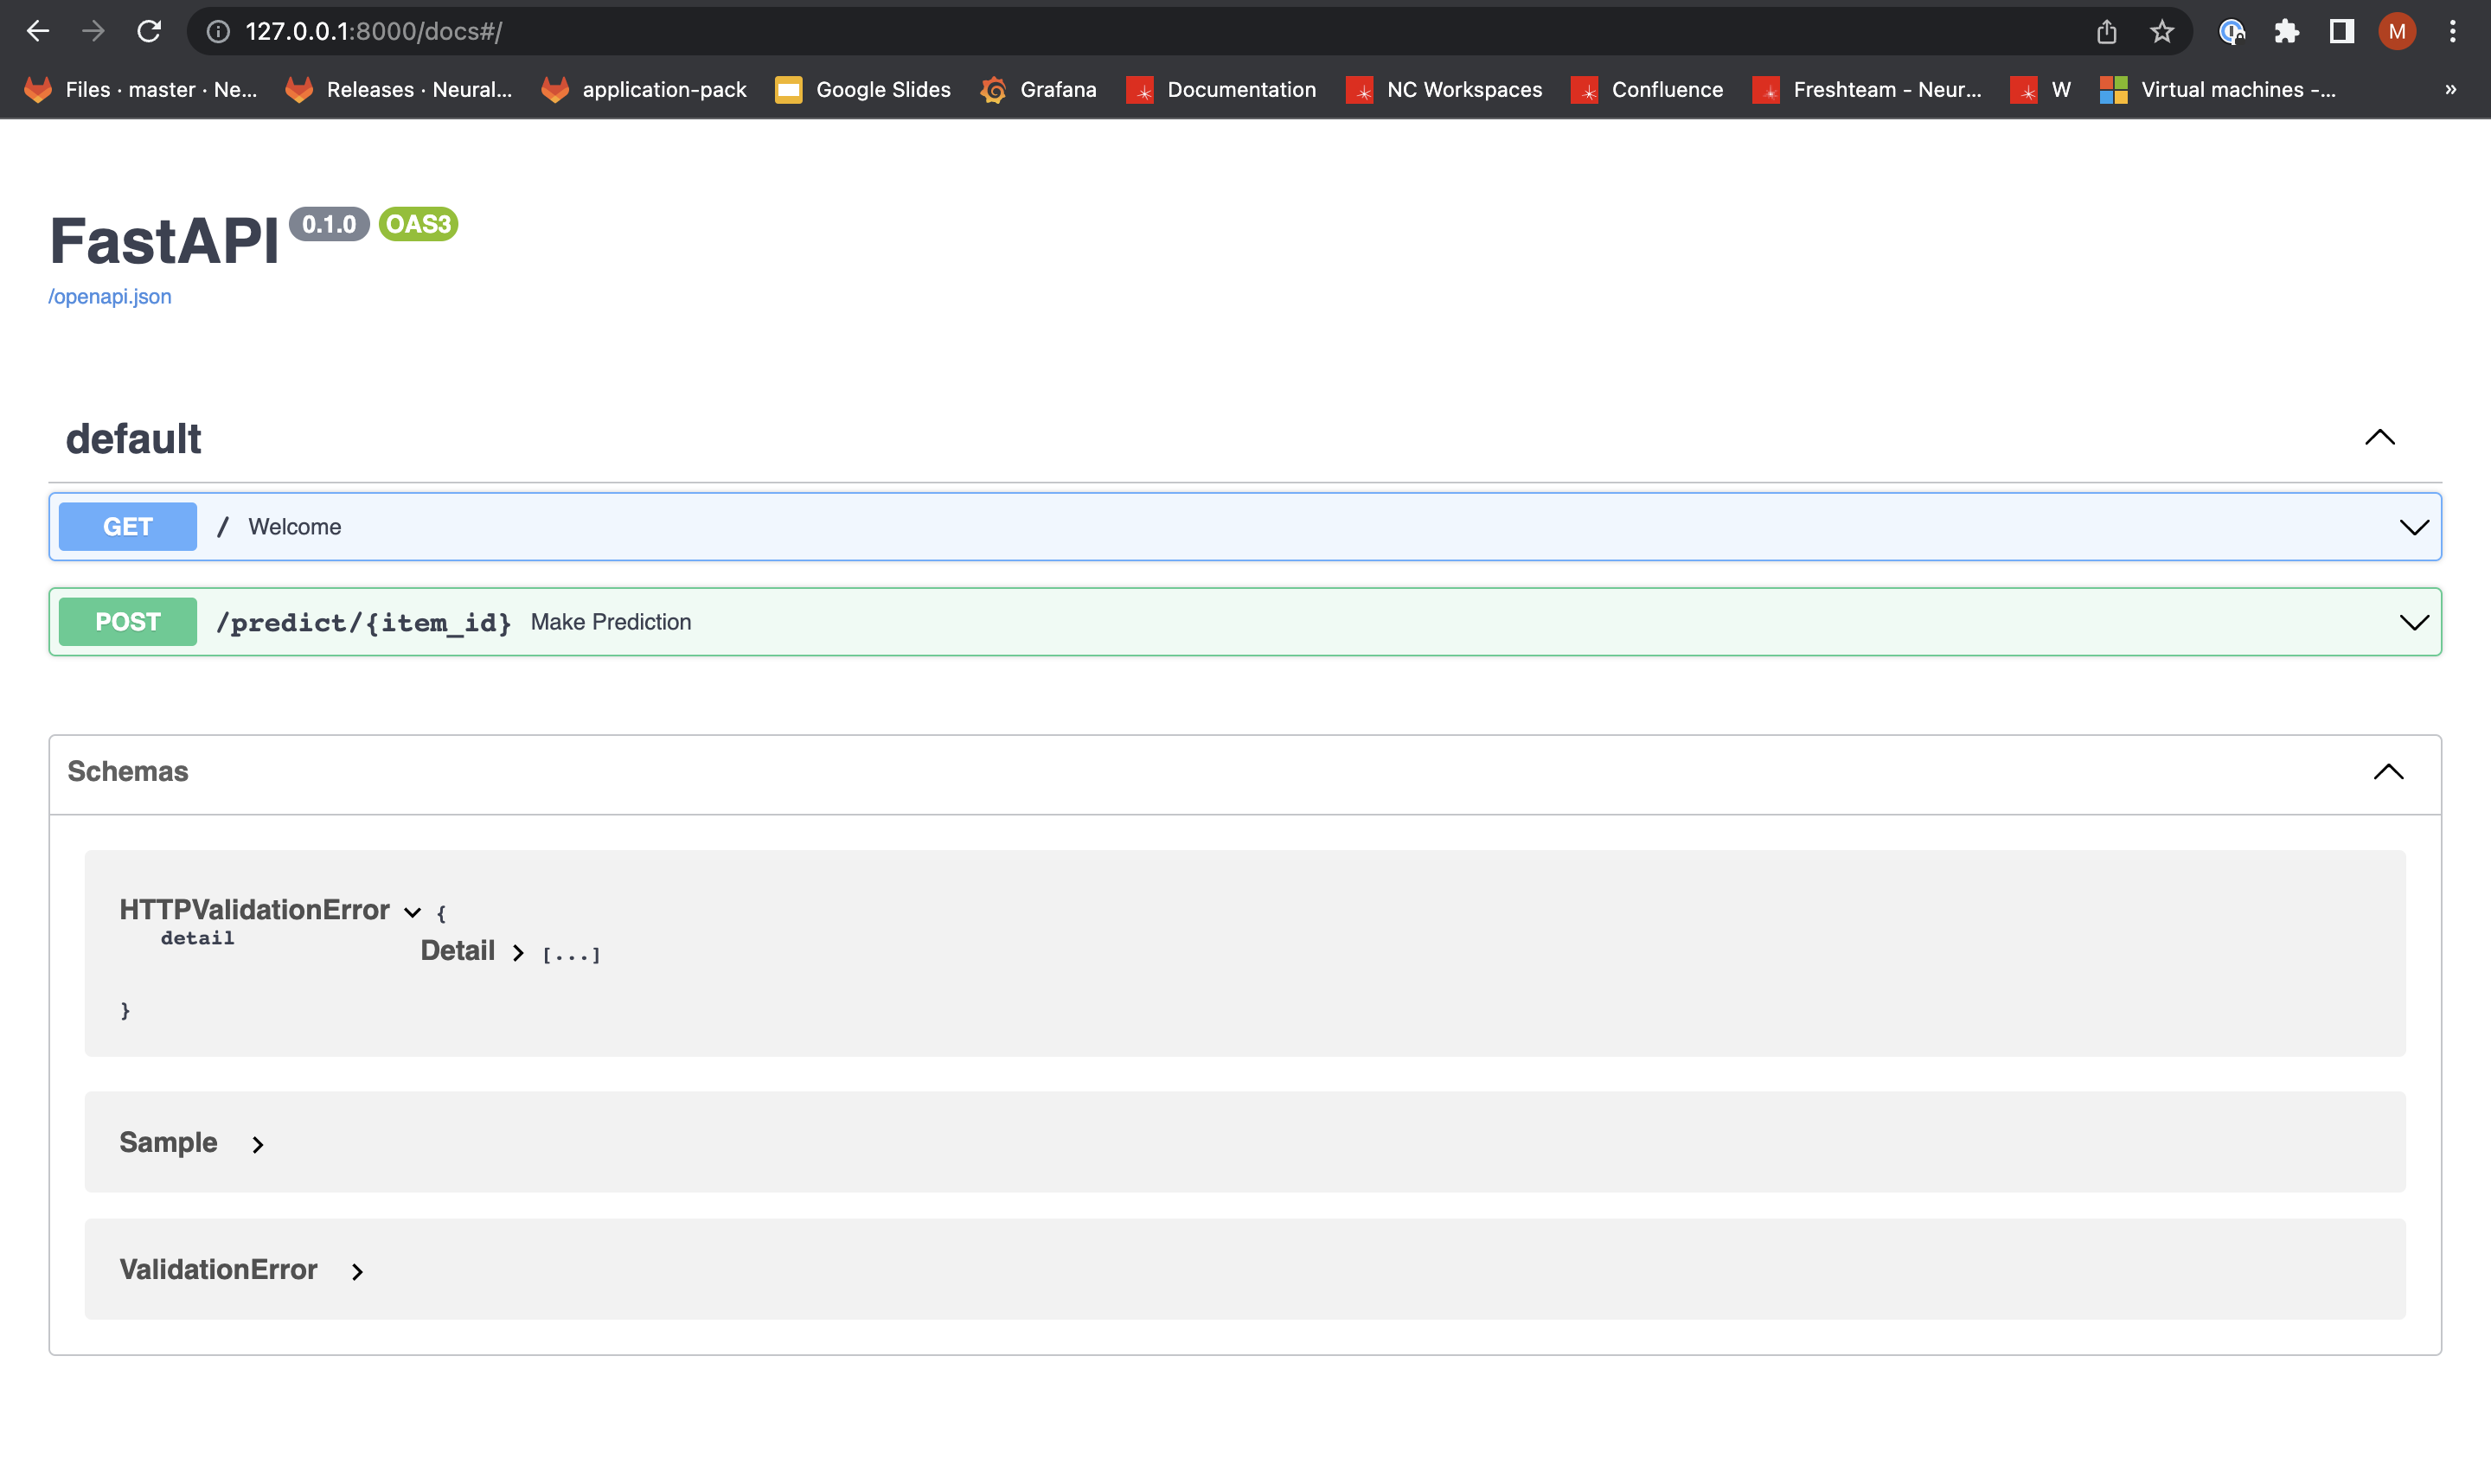 127.0.0.1:8000/docs#/
M
Files · master · Ne... Releases · Neural... application-pack Google Slides Grafana Documentation NC Workspaces Confluence Freshteam - Neur... W Virtual machines -... »
FastAPI 0.1.0 OAS3
/openapi.json
default
GET / Welcome
POST /predict/{item_id} Make Prediction
Schemas
HTTPValidationError {
detail
Detail [...]
}
Sample
ValidationError